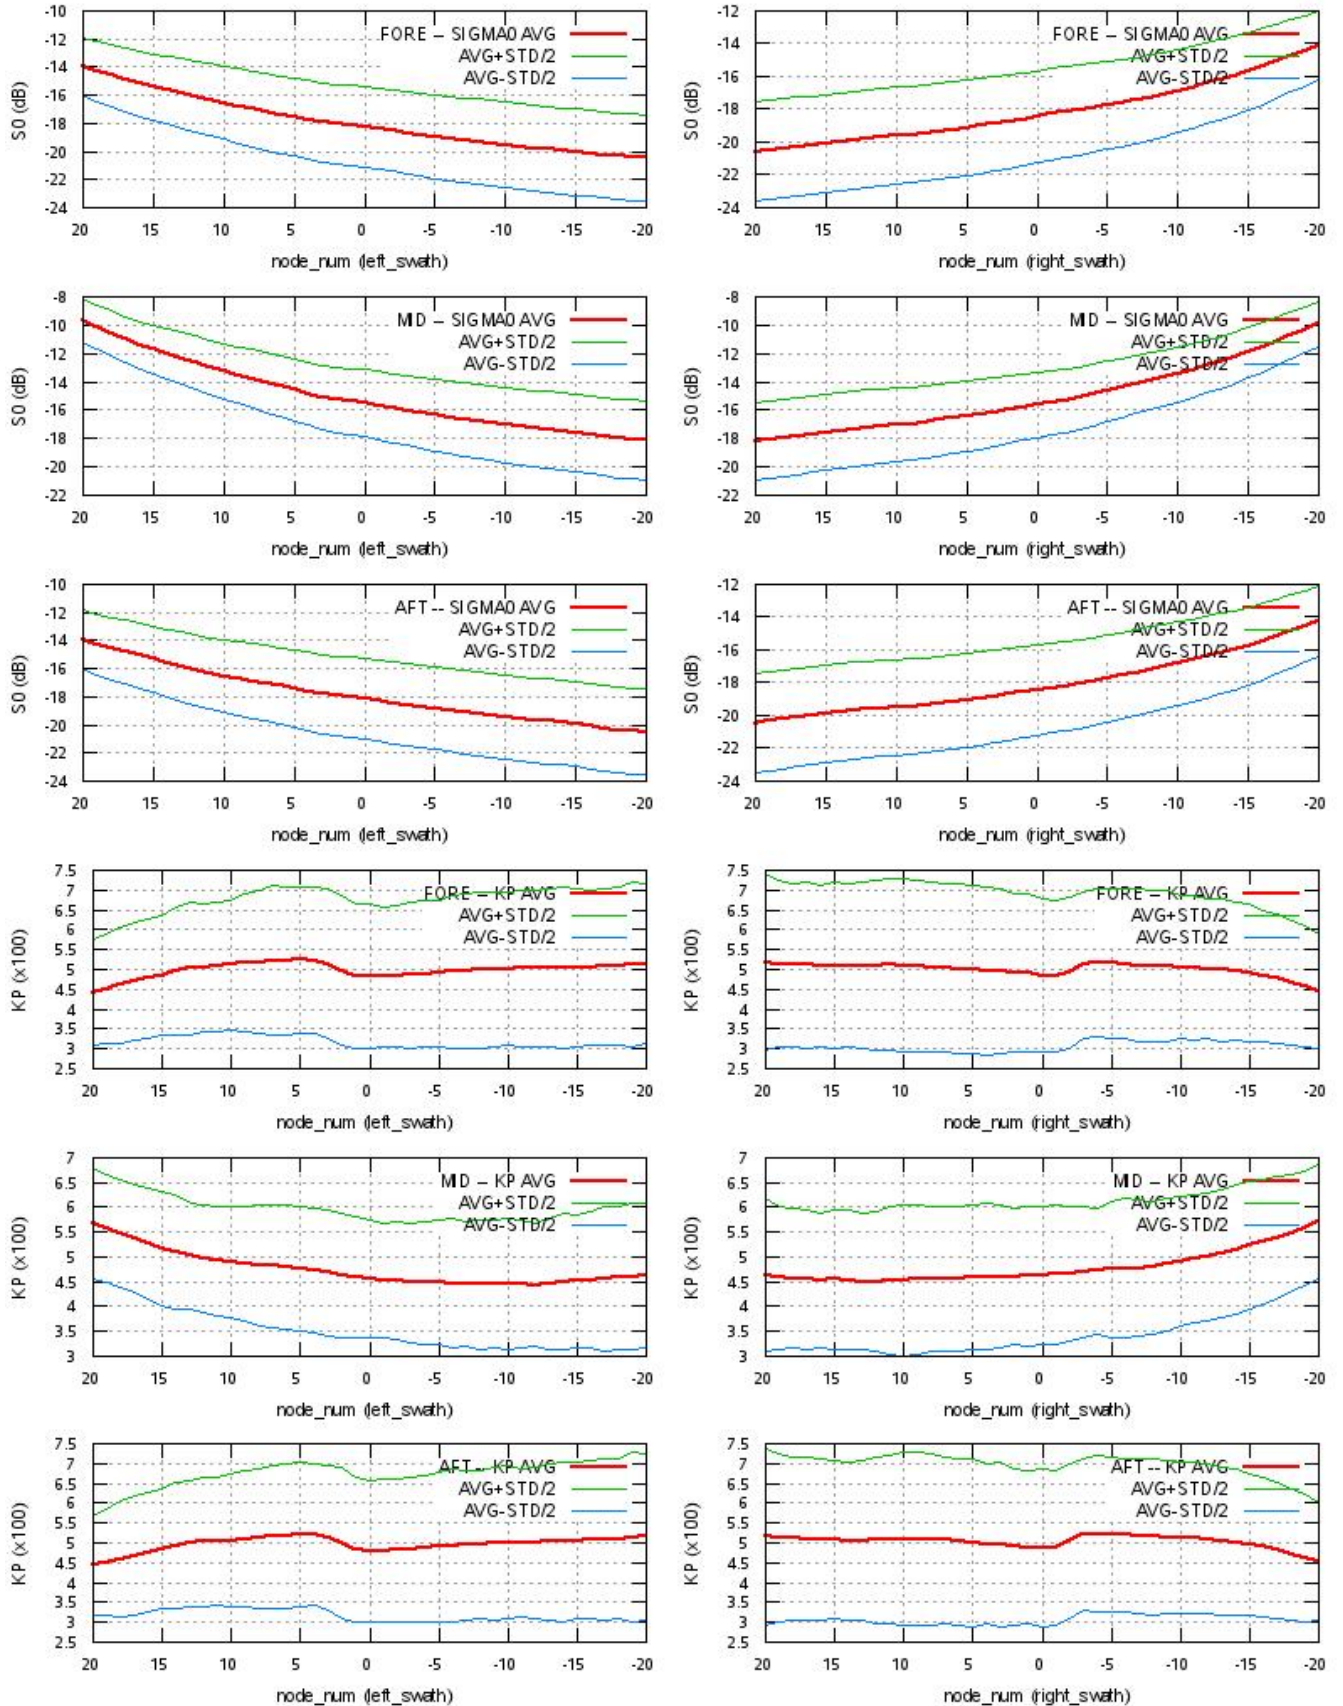 -10
-12
-14
-16
-18
-20
-22
-24
S0 (dB)
FORE -- SIGMA0 AVG
AVG+STD/2
AVG-STD/2
20 15 10 5 0 -5 -10 -15 -20
node_num (left_swath)
-12
-14
-16
-18
-20
-22
-24
S0 (dB)
FORE -- SIGMA0 AVG
AVG+STD/2
AVG-STD/2
20 15 10 5 0 -5 -10 -15 -20
node_num (right_swath)
-8
-10
-12
-14
-16
-18
-20
-22
S0 (dB)
MID -- SIGMA0 AVG
AVG+STD/2
AVG-STD/2
20 15 10 5 0 -5 -10 -15 -20
node_num (left_swath)
-8
-10
-12
-14
-16
-18
-20
-22
S0 (dB)
MID -- SIGMA0 AVG
AVG+STD/2
AVG-STD/2
20 15 10 5 0 -5 -10 -15 -20
node_num (right_swath)
-10
-12
-14
-16
-18
-20
-22
-24
S0 (dB)
AFT -- SIGMA0 AVG
AVG+STD/2
AVG-STD/2
20 15 10 5 0 -5 -10 -15 -20
node_num (left_swath)
-12
-14
-16
-18
-20
-22
-24
S0 (dB)
AFT -- SIGMA0 AVG
AVG+STD/2
AVG-STD/2
20 15 10 5 0 -5 -10 -15 -20
node_num (right_swath)
7.5
7
6.5
6
5.5
5
4.5
4
3.5
3
2.5
KP (x100)
FORE -- KP AVG
AVG+STD/2
AVG-STD/2
20 15 10 5 0 -5 -10 -15 -20
node_num (left_swath)
7.5
7
6.5
6
5.5
5
4.5
4
3.5
3
2.5
KP (x100)
FORE -- KP AVG
AVG+STD/2
AVG-STD/2
20 15 10 5 0 -5 -10 -15 -20
node_num (right_swath)
7
6.5
6
5.5
5
4.5
4
3.5
3
KP (x100)
MID -- KP AVG
AVG+STD/2
AVG-STD/2
20 15 10 5 0 -5 -10 -15 -20
node_num (left_swath)
7
6.5
6
5.5
5
4.5
4
3.5
3
KP (x100)
MID -- KP AVG
AVG+STD/2
AVG-STD/2
20 15 10 5 0 -5 -10 -15 -20
node_num (right_swath)
7.5
7
6.5
6
5.5
5
4.5
4
3.5
3
2.5
KP (x100)
AFT -- KP AVG
AVG+STD/2
AVG-STD/2
20 15 10 5 0 -5 -10 -15 -20
node_num (left_swath)
7.5
7
6.5
6
5.5
5
4.5
4
3.5
3
2.5
KP (x100)
AFT -- KP AVG
AVG+STD/2
AVG-STD/2
20 15 10 5 0 -5 -10 -15 -20
node_num (right_swath)